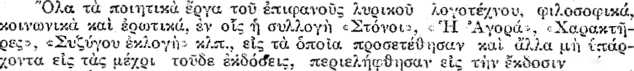 Ὅλα τὰ ποιητικὰ ἔργα τοῦ ἐπιφανοῦς λυρικοῦ λογοτέχνου, φιλοσοφικά,
κοινωνικὰ καὶ ἐρωτικά, ἐν οἷς ἡ συλλογὴ «Στόνοι», «Ἡ Ἀγορά», «Χαρακτῆ-
ρες», «Συζύγου ἐκλογὴ» κλπ., εἰς τὰ ὁποῖα προσετέθησαν καὶ ἄλλα μὴ ὑπάρ-
χοντα εἰς τὰς μέχρι τοῦδε ἐκδόσεις, περιελήφθησαν εἰς τὴν ἔκδοσιν